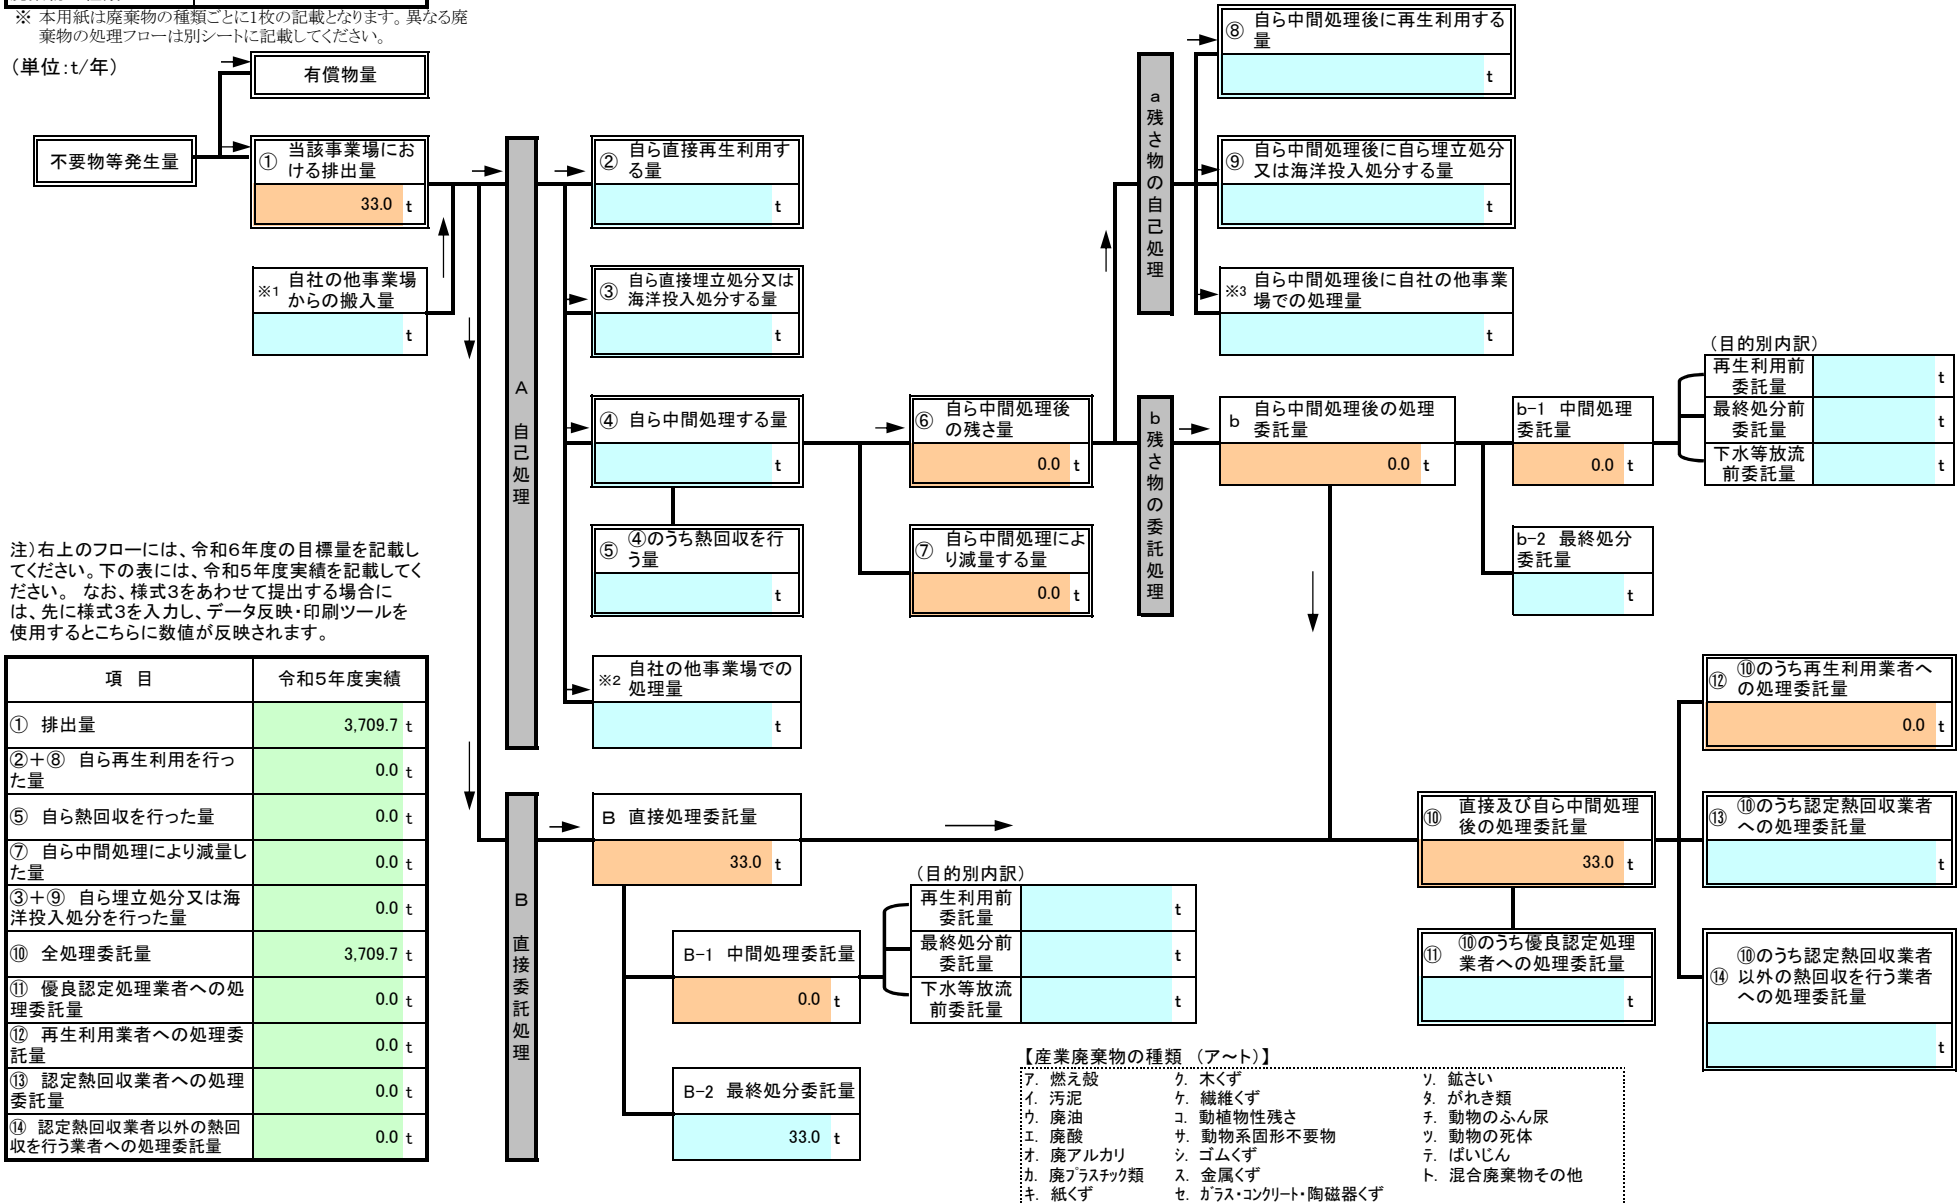 ※ 本用紙は廃棄物の種類ごとに1枚の記載となります。異なる廃
棄物の処理フローは別シートに記載してください。
(単位:t/年)
有償物量
不要物等発生量
① 当該事業場にお
ける排出量
33.0 t
※1 自社の他事業場
からの搬入量
t
A 自己処理
② 自ら直接再生利用す
る量
t
③ 自ら直接埋立処分又は
海洋投入処分する量
t
④ 自ら中間処理する量
t
⑤ ④のうち熱回収を行
う量
t
※2 自社の他事業場での
処理量
t
⑥ 自ら中間処理後
の残さ量
0.0 t
⑦ 自ら中間処理によ
り減量する量
0.0 t
a 残さ物の自己処理
⑧ 自ら中間処理後に再生利用する
量
t
⑨ 自ら中間処理後に自ら埋立処分
又は海洋投入処分する量
t
※3 自ら中間処理後に自社の他事業
場での処理量
t
b 残さ物の委託処理
b 自ら中間処理後の処理
委託量
0.0 t
b-1 中間処理
委託量
0.0 t
b-2 最終処分
委託量
t
(目的別内訳)
再生利用前
委託量
t
最終処分前
委託量
t
下水等放流
前委託量
t
注)右上のフローには、令和6年度の目標量を記載し
てください。下の表には、令和5年度実績を記載してく
ださい。 なお、様式3をあわせて提出する場合に
は、先に様式3を入力し、データ反映・印刷ツールを
使用するとこちらに数値が反映されます。
項 目 令和5年度実績
① 排出量 3,709.7 t
②+⑧ 自ら再生利用を行っ
た量 0.0 t
⑤ 自ら熱回収を行った量 0.0 t
⑦ 自ら中間処理により減量し
た量 0.0 t
③+⑨ 自ら埋立処分又は海
洋投入処分を行った量 0.0 t
⑩ 全処理委託量 3,709.7 t
⑪ 優良認定処理業者への処
理委託量 0.0 t
⑫ 再生利用業者への処理委
託量 0.0 t
⑬ 認定熱回収業者への処理
委託量 0.0 t
⑭ 認定熱回収業者以外の熱回
収を行う業者への処理委託量 0.0 t
B 直接委託処理
B 直接処理委託量
33.0 t
B-1 中間処理委託量
0.0 t
B-2 最終処分委託量
33.0 t
(目的別内訳)
再生利用前
委託量
t
最終処分前
委託量
t
下水等放流
前委託量
t
⑩ 直接及び自ら中間処理
後の処理委託量
33.0 t
⑪ ⑩のうち優良認定処理
業者への処理委託量
t
⑫ ⑩のうち再生利用業者へ
の処理委託量
0.0 t
⑬ ⑩のうち認定熱回収業者
への処理委託量
t
⑭ ⑩のうち認定熱回収業者
以外の熱回収を行う業者
への処理委託量
t
【産業廃棄物の種類 (ア~ト)】
ア. 燃え殻 ク. 木くず ソ. 鉱さい
イ. 汚泥 ケ. 繊維くず タ. がれき類
ウ. 廃油 コ. 動植物性残さ チ. 動物のふん尿
エ. 廃酸 サ. 動物系固形不要物 ツ. 動物の死体
オ. 廃アルカリ シ. ゴムくず テ. ばいじん
カ. 廃プラスチック類 ス. 金属くず ト. 混合廃棄物その他
キ. 紙くず セ. ガラス・コンクリート・陶磁器くず